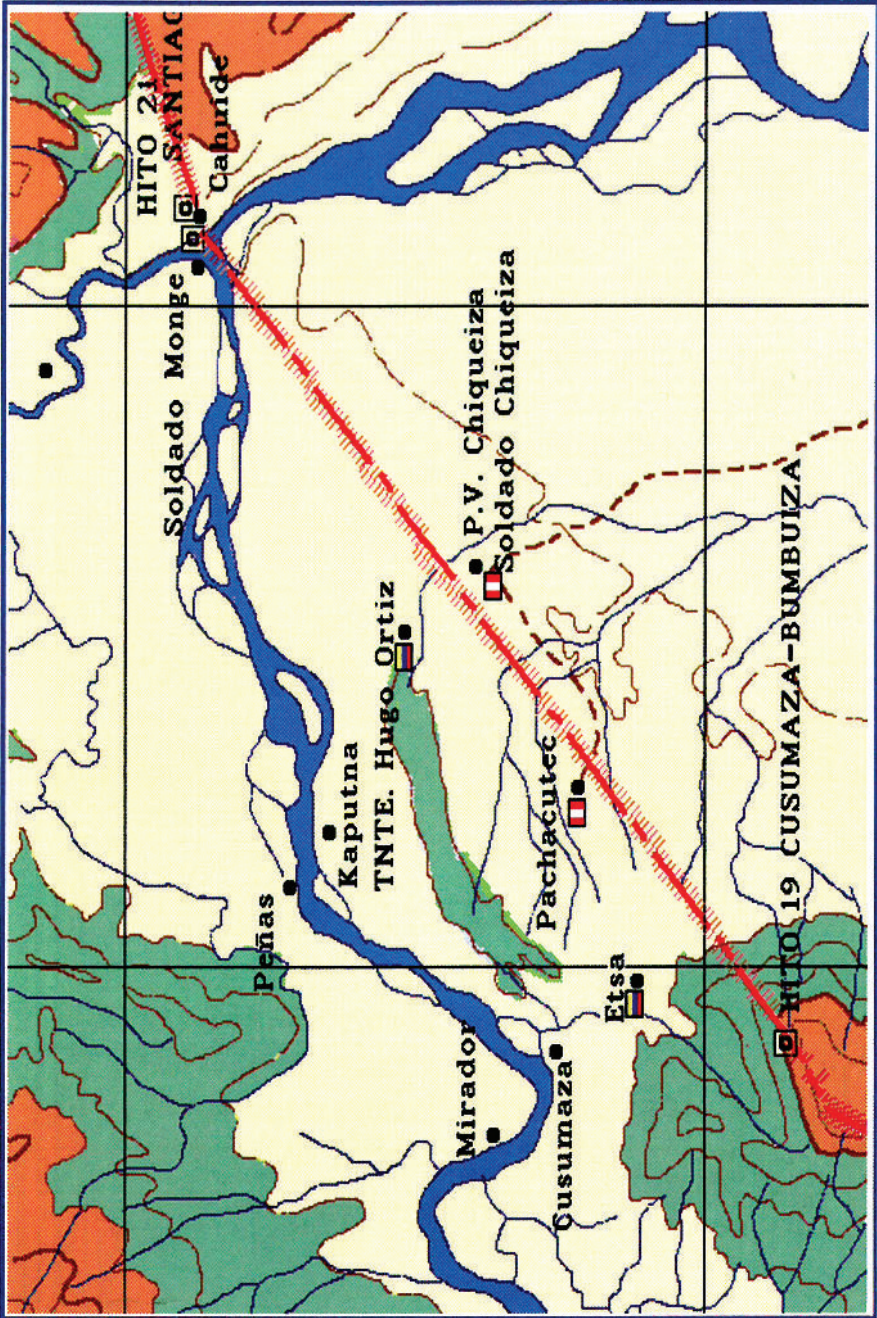 HITO 21
SANTIAG
Cahuide
Soldado Monge
P.V. Chiqueiza
Soldado Chiqueiza
TNTE. Hugo Ortiz
Kaputna
Peñas
Pachacutec
Etsa
Mirador
Cusumaza
HITO 19 CUSUMAZA-BUMBUIZA